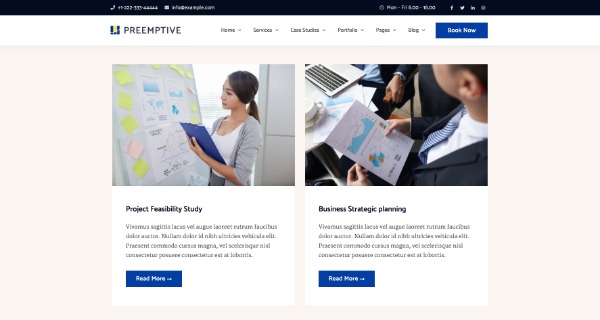 +1-222-333-44444 info@example.com Mon - Fri 8.00 - 18.00
PREEMPTIVE Home Services Case Studies Portfolio Pages Blog Book Now
Project Feasibility Study
Vivamus sagittis lacus vel augue laoreet rutrum faucibus
dolor auctor. Nullam dolor id nibh ultricies vehicula elit.
Praesent commodo cursus magna, vel scelerisque nisl
consectetur posuere consectetur est at lobortis.
Read More →
Business Strategic planning
Vivamus sagittis lacus vel augue laoreet rutrum faucibus
dolor auctor. Nullam dolor id nibh ultricies vehicula elit.
Praesent commodo cursus magna, vel scelerisque nisl
consectetur posuere consectetur est at lobortis.
Read More →